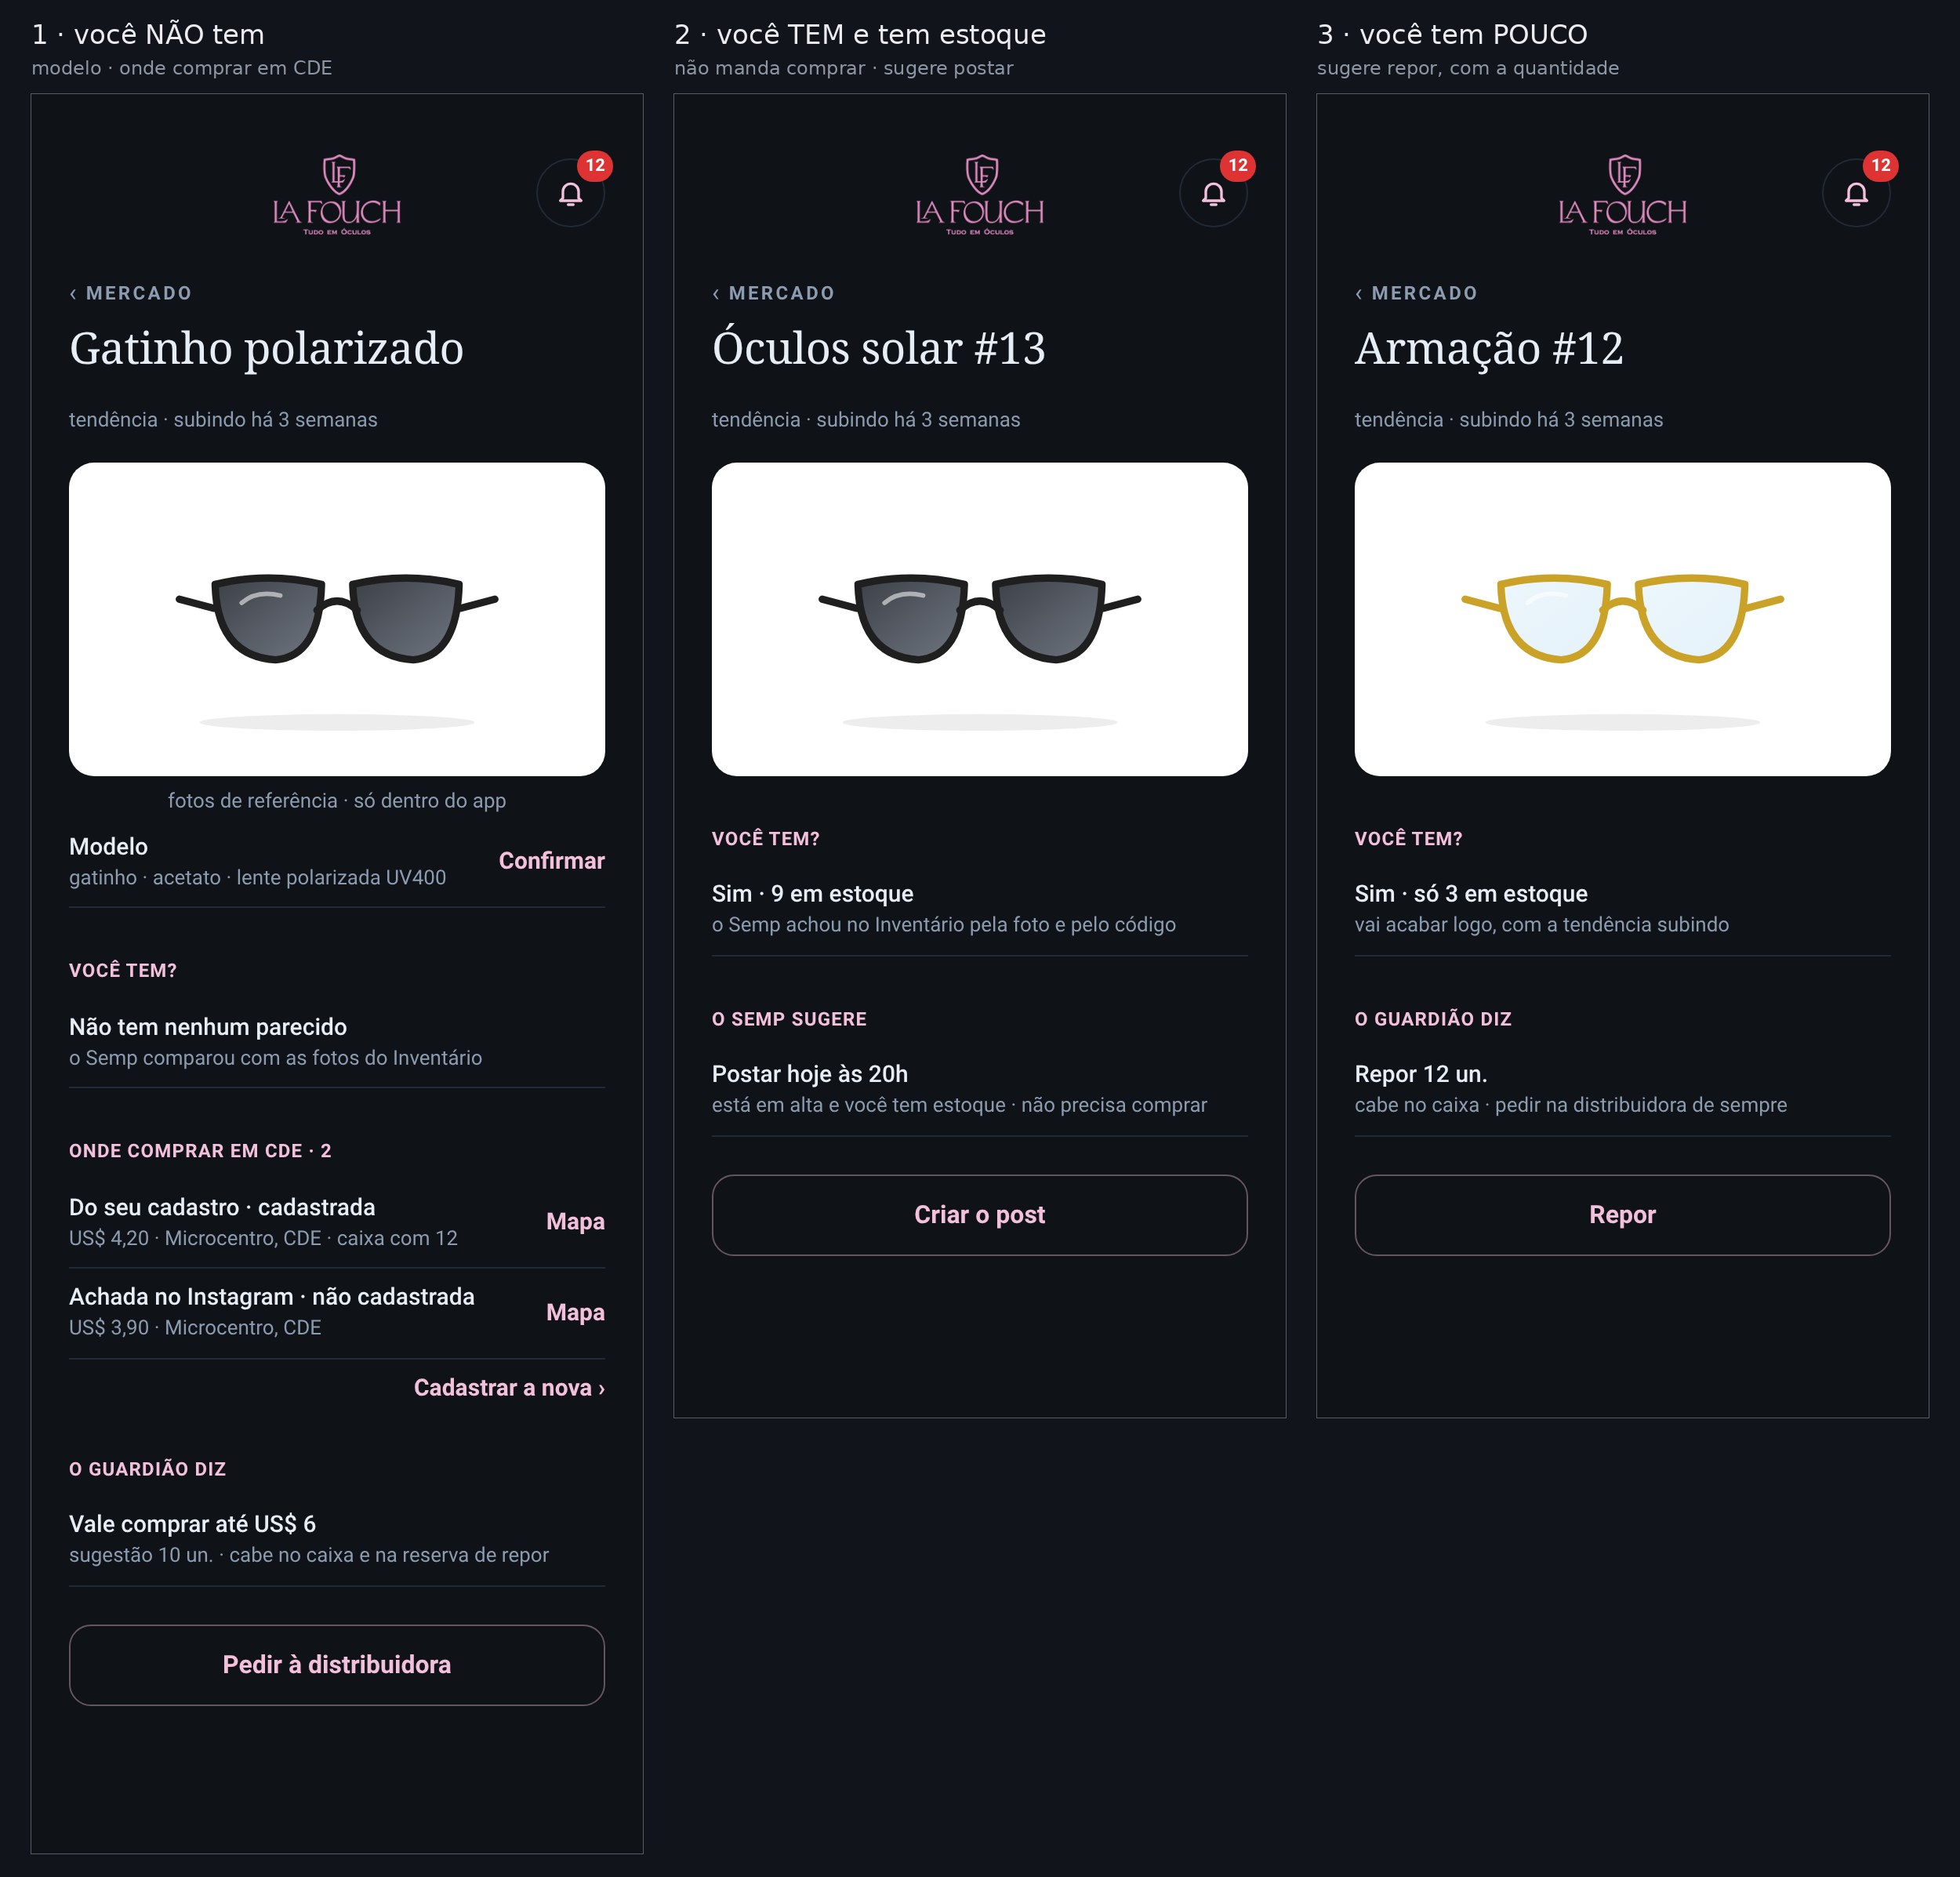 1 · você NÃO tem
modelo · onde comprar em CDE
LF
LA FOUCH
TUDO EM ÓCULOS
12
‹ MERCADO
Gatinho polarizado
tendência · subindo há 3 semanas
fotos de referência · só dentro do app
Modelo
gatinho · acetato · lente polarizada UV400
Confirmar
VOCÊ TEM?
Não tem nenhum parecido
o Semp comparou com as fotos do Inventário
ONDE COMPRAR EM CDE · 2
Do seu cadastro · cadastrada
US$ 4,20 · Microcentro, CDE · caixa com 12
Mapa
Achada no Instagram · não cadastrada
US$ 3,90 · Microcentro, CDE
Mapa
Cadastrar a nova ›
O GUARDIÃO DIZ
Vale comprar até US$ 6
sugestão 10 un. · cabe no caixa e na reserva de repor
Pedir à distribuidora
2 · você TEM e tem estoque
não manda comprar · sugere postar
LF
LA FOUCH
TUDO EM ÓCULOS
12
‹ MERCADO
Óculos solar #13
tendência · subindo há 3 semanas
VOCÊ TEM?
Sim · 9 em estoque
o Semp achou no Inventário pela foto e pelo código
O SEMP SUGERE
Postar hoje às 20h
está em alta e você tem estoque · não precisa comprar
Criar o post
3 · você tem POUCO
sugere repor, com a quantidade
LF
LA FOUCH
TUDO EM ÓCULOS
12
‹ MERCADO
Armação #12
tendência · subindo há 3 semanas
VOCÊ TEM?
Sim · só 3 em estoque
vai acabar logo, com a tendência subindo
O GUARDIÃO DIZ
Repor 12 un.
cabe no caixa · pedir na distribuidora de sempre
Repor